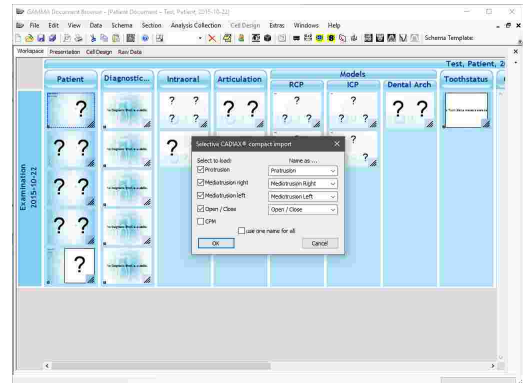 GAMMA Document Browser - [Patient Document - Test, Patient, 2015-10-22]
File Edit View Data Schema Section Analysis Collection Cell Design Extras Windows Help
Schema Template:
Workspace Presentation Cell Design Raw Data
Test, Patient, 2
Patient Diagnostic... Intraoral Articulation Models Toothstatus
RCP ICP Dental Arch
Examination
2015-10-22
? ? ? ? ? ? ? ? ? ?
Selective CADIAX® compact import
Select to load: Name as ...
Protrusion Protrusion
Mediotrusion right Mediotrusion Right
Mediotrusion left Mediotrusion Left
Open / Close Open / Close
CPM
use one name for all
OK Cancel